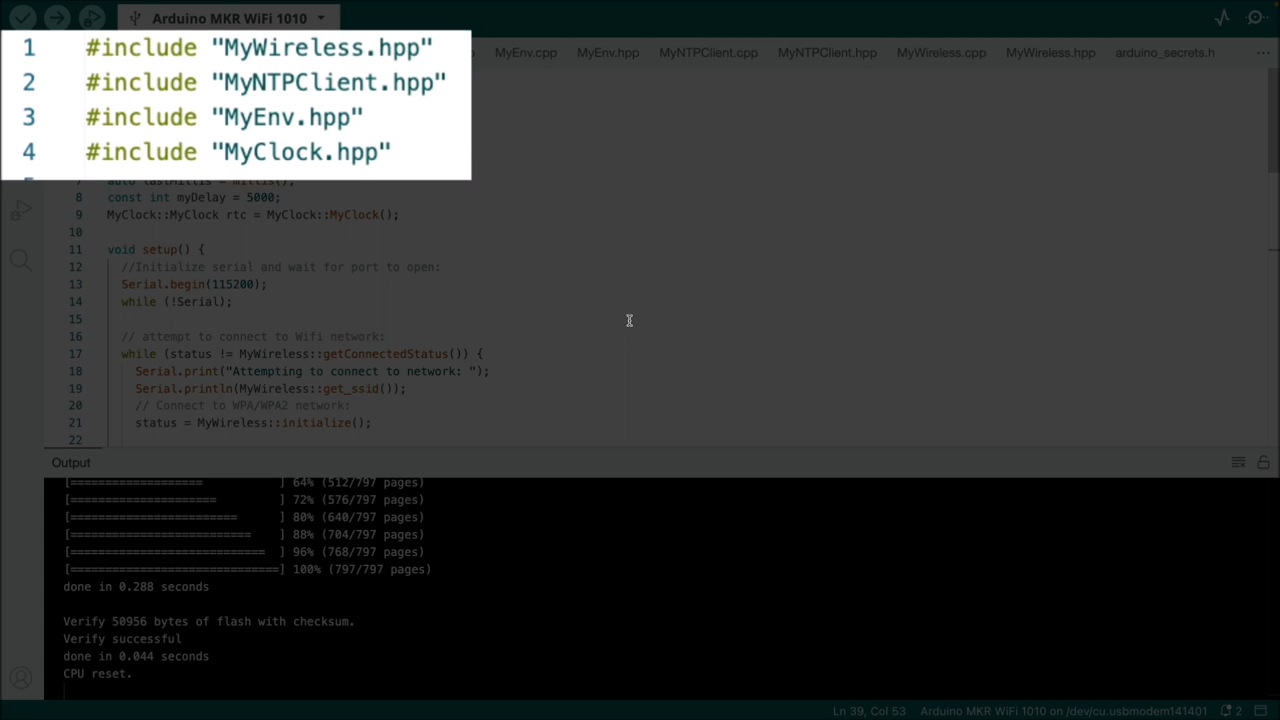 Arduino MKR WiFi 1010
MyEnv.cpp MyEnv.hpp MyNTPClient.cpp MyNTPClient.hpp MyWireless.cpp MyWireless.hpp arduino_secrets.h ...
1 #include "MyWireless.hpp"
2 #include "MyNTPClient.hpp"
3 #include "MyEnv.hpp"
4 #include "MyClock.hpp"
7 auto lastMillis = millis();
8 const int myDelay = 5000;
9 MyClock::MyClock rtc = MyClock::MyClock();
10
11 void setup() {
12 //Initialize serial and wait for port to open:
13 Serial.begin(115200);
14 while (!Serial);
15
16 // attempt to connect to Wifi network:
17 while (status != MyWireless::getConnectedStatus()) {
18 Serial.print("Attempting to connect to network: ");
19 Serial.println(MyWireless::get_ssid());
20 // Connect to WPA/WPA2 network:
21 status = MyWireless::initialize();
22
Output
[=================== ] 64% (512/797 pages)
[===================== ] 72% (576/797 pages)
[======================== ] 80% (640/797 pages)
[========================== ] 88% (704/797 pages)
[============================ ] 96% (768/797 pages)
[==============================] 100% (797/797 pages)
done in 0.288 seconds
Verify 50956 bytes of flash with checksum.
Verify successful
done in 0.044 seconds
CPU reset.
Ln 39, Col 53 Arduino MKR WiFi 1010 on /dev/cu.usbmodem141401 2